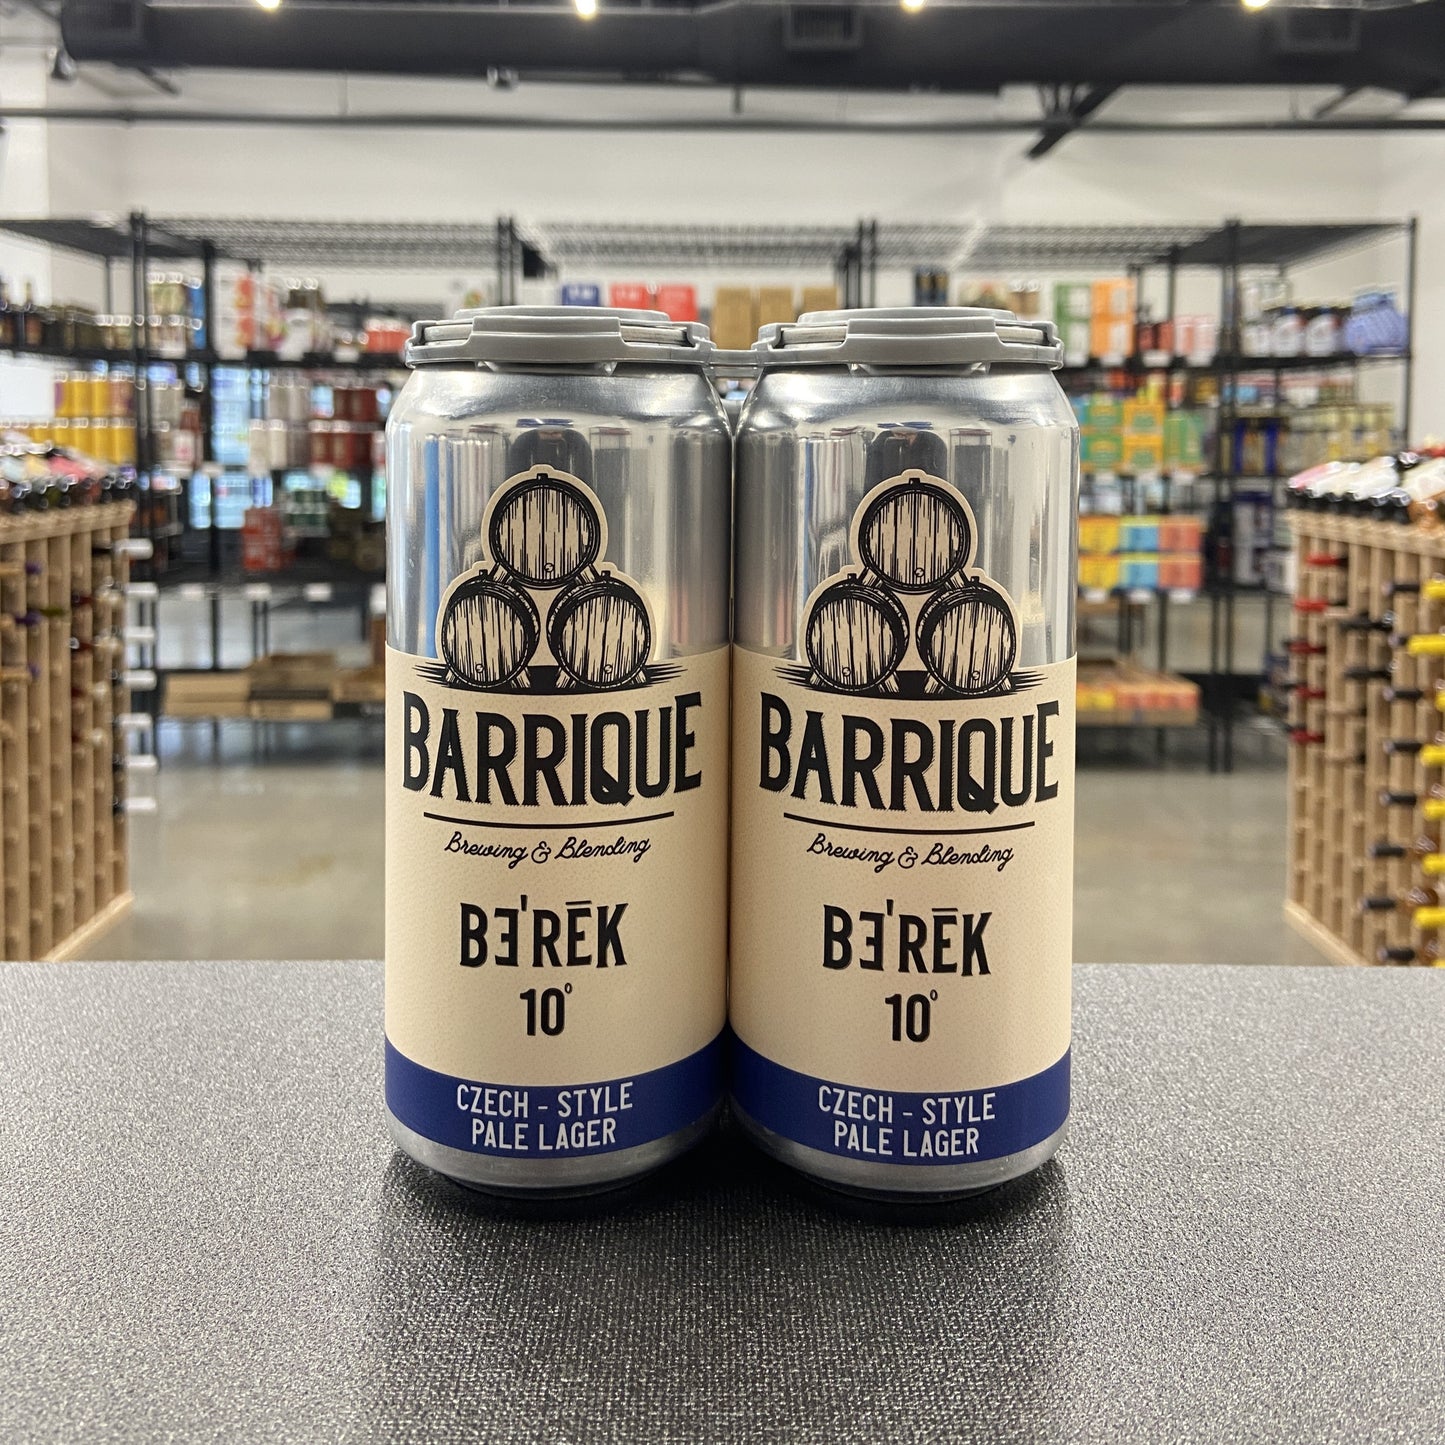 BARRIQUE
Brewing & Blending
BƎ'RĒK
10°
CZECH - STYLE
PALE LAGER
BARRIQUE
Brewing & Blending
BƎ'RĒK
10°
CZECH - STYLE
PALE LAGER